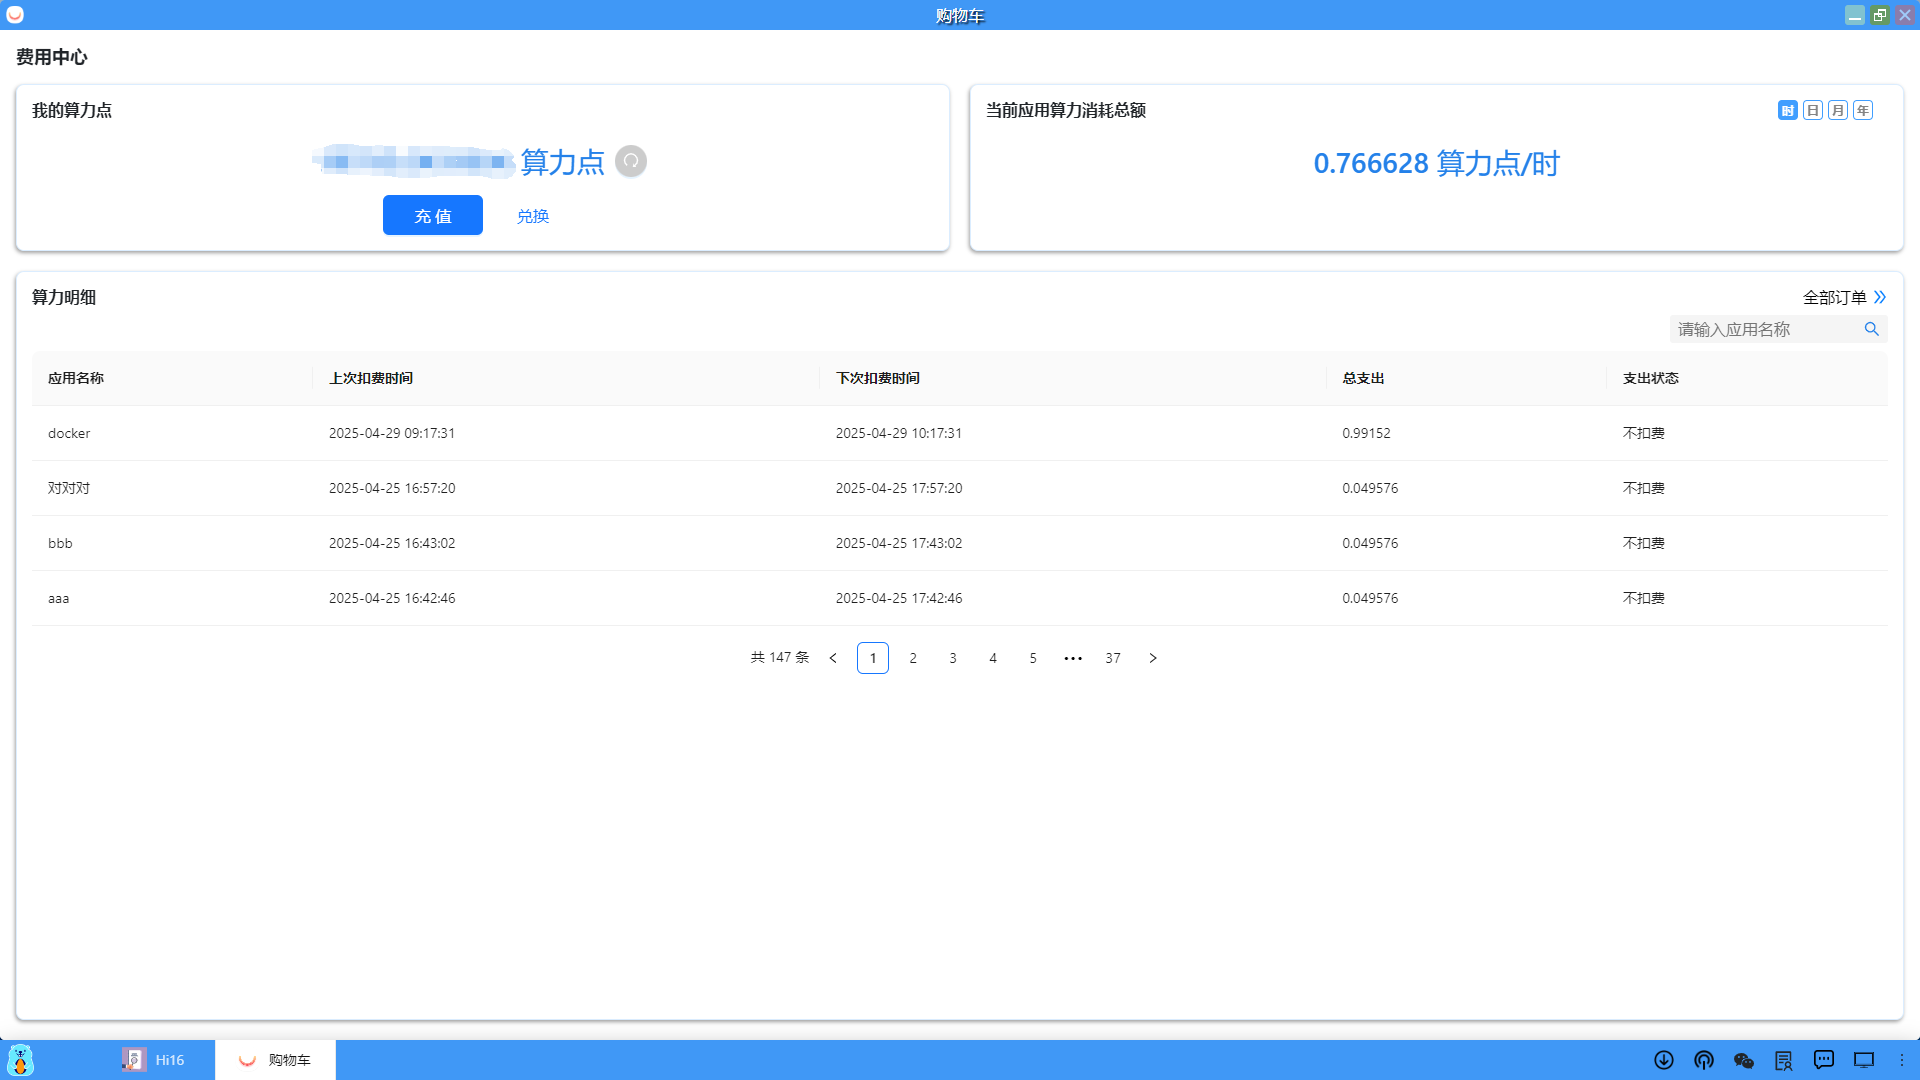 购物车
费用中心
我的算力点
算力点
充 值 兑换
当前应用算力消耗总额 时 日 月 年
0.766628 算力点/时
算力明细 全部订单
请输入应用名称
应用名称 上次扣费时间 下次扣费时间 总支出 支出状态
docker 2025-04-29 09:17:31 2025-04-29 10:17:31 0.99152 不扣费
对对对 2025-04-25 16:57:20 2025-04-25 17:57:20 0.049576 不扣费
bbb 2025-04-25 16:43:02 2025-04-25 17:43:02 0.049576 不扣费
aaa 2025-04-25 16:42:46 2025-04-25 17:42:46 0.049576 不扣费
共 147 条 < 1 2 3 4 5 ••• 37 >
Hi16 购物车